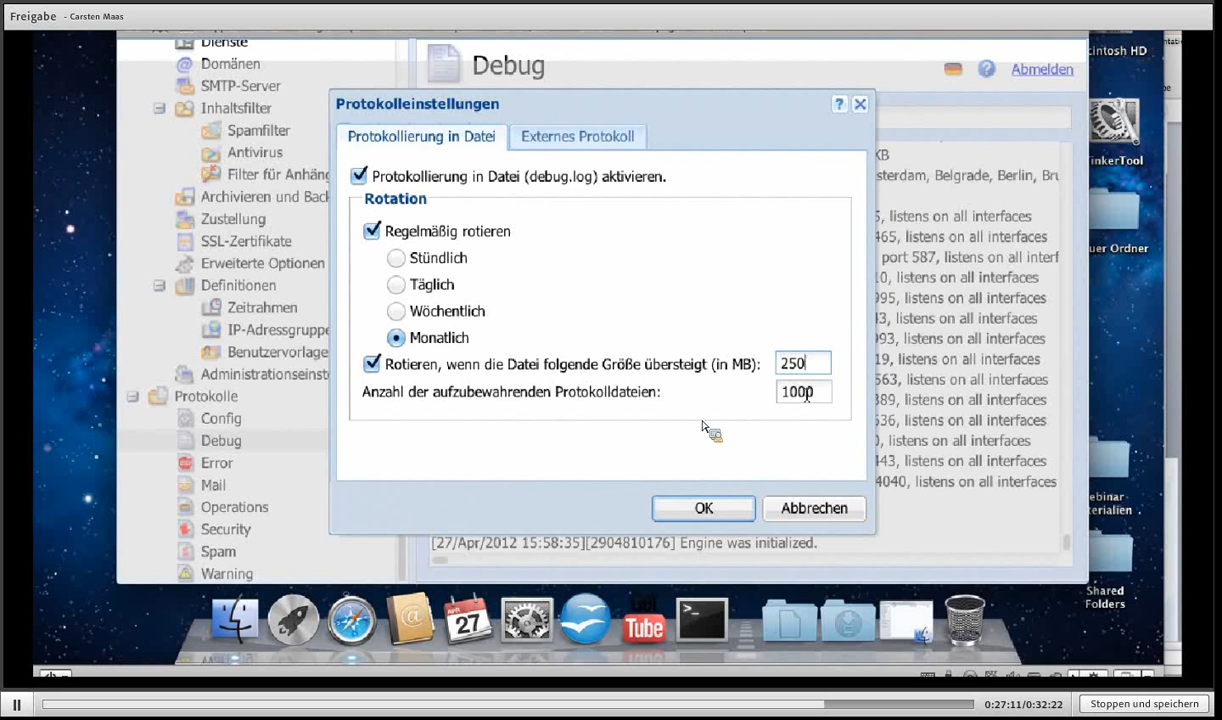 Freigabe - Carsten Maas
Dienste
Domänen
SMTP-Server
Inhaltsfilter
Spamfilter
Antivirus
Filter für Anhäng
Archivieren und Back
Zustellung
SSL-Zertifikate
Erweiterte Optionen
Definitionen
Zeitrahmen
IP-Adressgruppe
Benutzervorlage
Administrationseinst
Protokolle
Config
Debug
Error
Mail
Operations
Security
Spam
Warning
Debug
Abmelden
Protokolleinstellungen
Protokollierung in Datei
Externes Protokoll
Protokollierung in Datei (debug.log) aktivieren.
Rotation
Regelmäßig rotieren
Stündlich
Täglich
Wöchentlich
Monatlich
Rotieren, wenn die Datei folgende Größe übersteigt (in MB): 250
Anzahl der aufzubewahrenden Protokolldateien: 1000
OK Abbrechen
KB
sterdam, Belgrade, Berlin, Bru
5, listens on all interfaces
465, listens on all interfaces
port 587, listens on all interf
10, listens on all interfaces
995, listens on all interfaces
43, listens on all interfaces
993, listens on all interfaces
19, listens on all interfaces
563, listens on all interfaces
389, listens on all interfaces
636, listens on all interfaces
0, listens on all interfaces
443, listens on all interfaces
4040, listens on all interfaces
[27/Apr/2012 15:58:35][2904810176] Engine was initialized.
cintosh HD
inkerTool
uer Ordner
ebinar-
terialien
Shared
Folders
APR
27
Tube
0:27:11/0:32:22
Stoppen und speichern